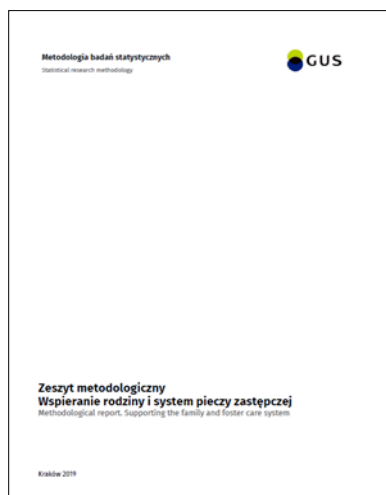 Metodologia badań statystycznych
Statistical research methodology
GUS
Zeszyt metodologiczny
Wspieranie rodziny i system pieczy zastępczej
Methodological report. Supporting the family and foster care system
Kraków 2019